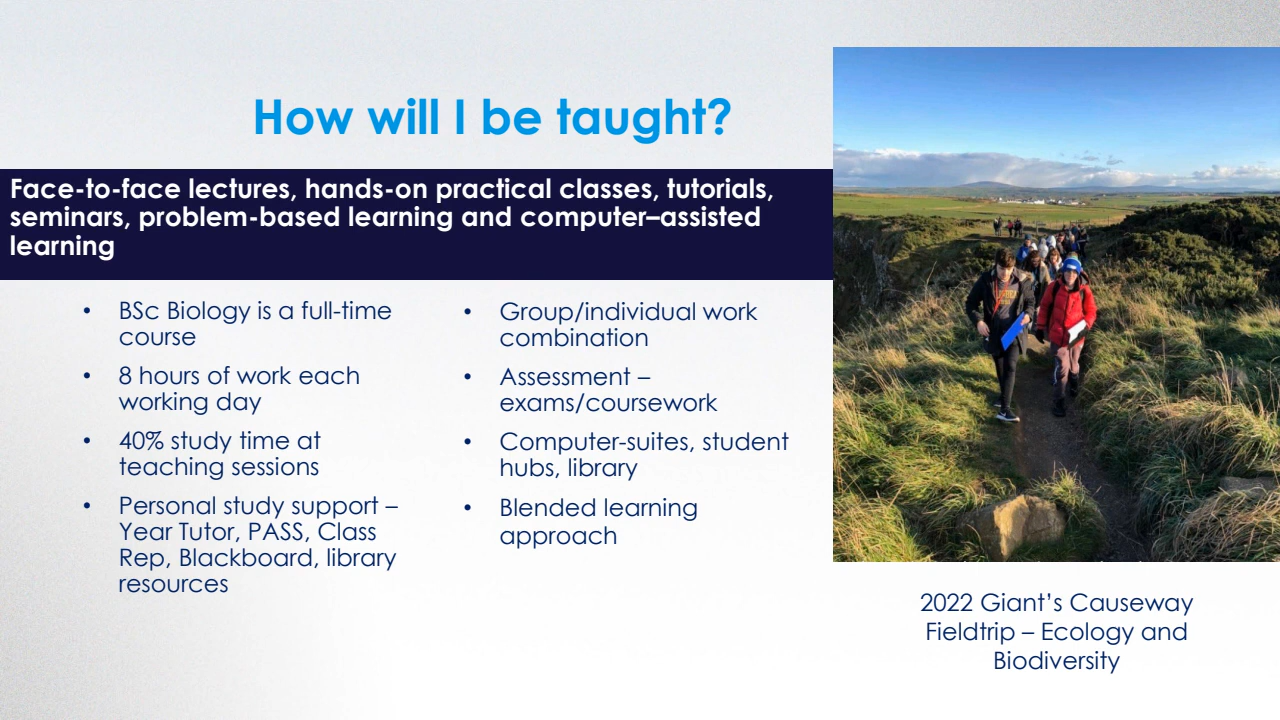 How will I be taught?
Face-to-face lectures, hands-on practical classes, tutorials,
seminars, problem-based learning and computer–assisted
learning
• BSc Biology is a full-time
course
• 8 hours of work each
working day
• 40% study time at
teaching sessions
• Personal study support –
Year Tutor, PASS, Class
Rep, Blackboard, library
resources
• Group/individual work
combination
• Assessment –
exams/coursework
• Computer-suites, student
hubs, library
• Blended learning
approach
2022 Giant’s Causeway
Fieldtrip – Ecology and
Biodiversity